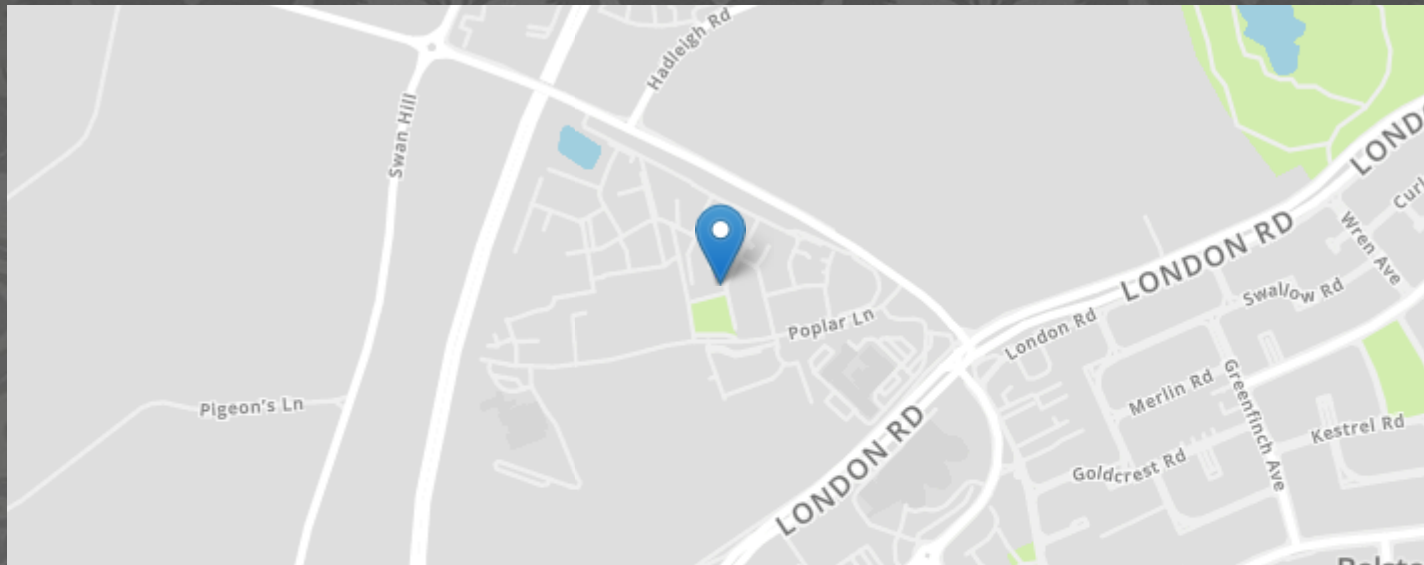 Hadleigh Rd
Swan Hill
LONDON RD
Wren Ave
LONDON RD
Swallow Rd
Poplar Ln
London Rd
Merlin Rd
Greenfinch Ave
Pigeon's Ln
Kestrel Rd
LONDON RD
Goldcrest Rd